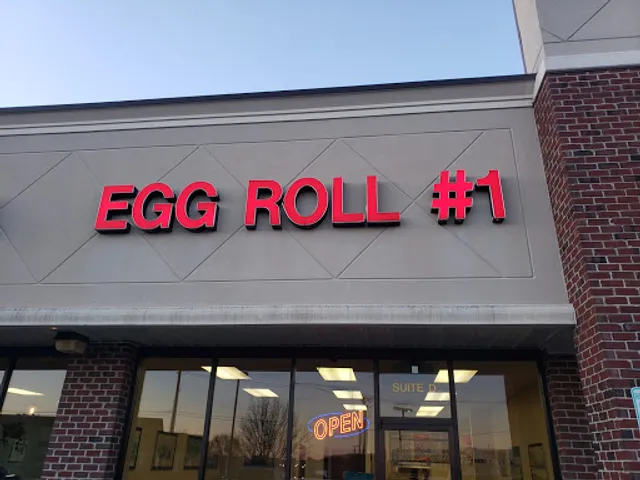 EGG ROLL #1
SUITE D
OPEN